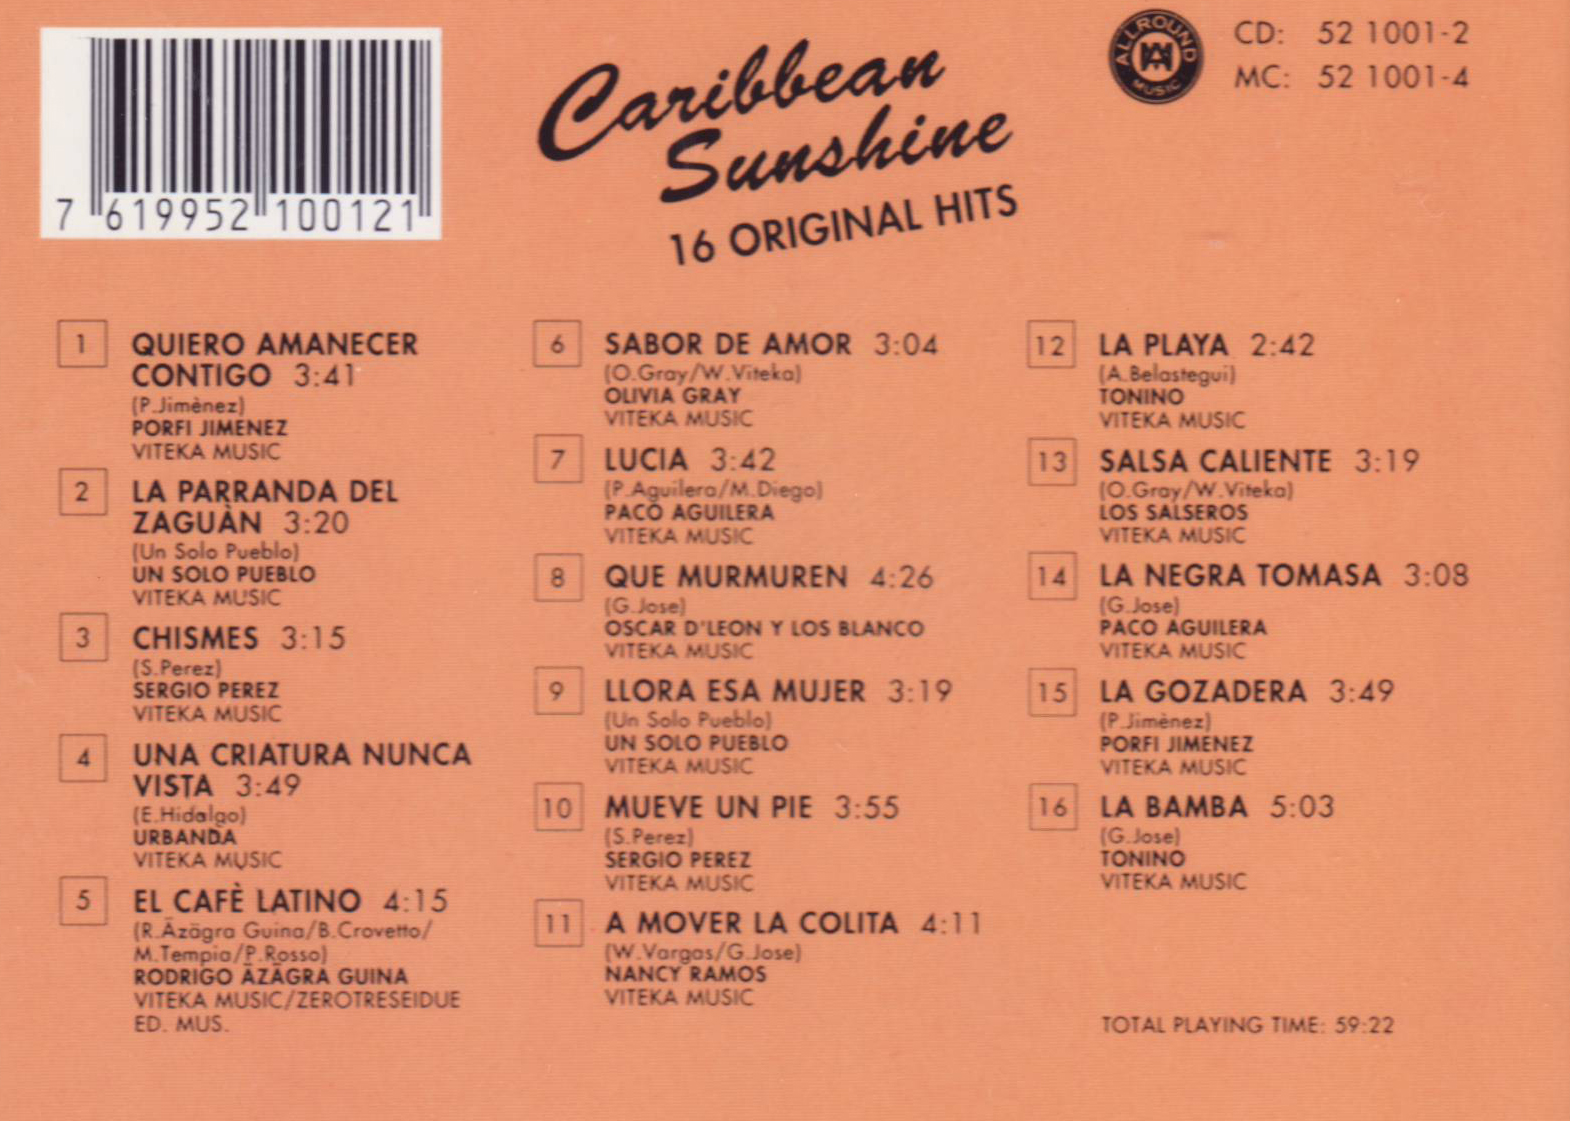 7 619952 100121
Caribbean
Sunshine
16 ORIGINAL HITS
ALLROUND
MUSIC
CD: 52 1001-2
MC: 52 1001-4
1 QUIERO AMANECER
CONTIGO 3:41
(P.Jimènez)
PORFI JIMENEZ
VITEKA MUSIC
2 LA PARRANDA DEL
ZAGUÀN 3:20
(Un Solo Pueblo)
UN SOLO PUEBLO
VITEKA MUSIC
3 CHISMES 3:15
(S.Perez)
SERGIO PEREZ
VITEKA MUSIC
4 UNA CRIATURA NUNCA
VISTA 3:49
(E.Hidalgo)
URBANDA
VITEKA MUSIC
5 EL CAFÈ LATINO 4:15
(R.Äzägra Guina/B.Crovetto/
M.Tempia/P.Rosso)
RODRIGO ÄZÄGRA GUINA
VITEKA MUSIC/ZEROTRESEIDUE
ED. MUS.
6 SABOR DE AMOR 3:04
(O.Gray/W.Viteka)
OLIVIA GRAY
VITEKA MUSIC
7 LUCIA 3:42
(P.Aguilera/M.Diego)
PACO AGUILERA
VITEKA MUSIC
8 QUE MURMUREN 4:26
(G.Jose)
OSCAR D'LEON Y LOS BLANCO
VITEKA MUSIC
9 LLORA ESA MUJER 3:19
(Un Solo Pueblo)
UN SOLO PUEBLO
VITEKA MUSIC
10 MUEVE UN PIE 3:55
(S.Perez)
SERGIO PEREZ
VITEKA MUSIC
11 A MOVER LA COLITA 4:11
(W.Vargas/G.Jose)
NANCY RAMOS
VITEKA MUSIC
12 LA PLAYA 2:42
(A.Belastegui)
TONINO
VITEKA MUSIC
13 SALSA CALIENTE 3:19
(O.Gray/W.Viteka)
LOS SALSEROS
VITEKA MUSIC
14 LA NEGRA TOMASA 3:08
(G.Jose)
PACO AGUILERA
VITEKA MUSIC
15 LA GOZADERA 3:49
(P.Jimènez)
PORFI JIMENEZ
VITEKA MUSIC
16 LA BAMBA 5:03
(G.Jose)
TONINO
VITEKA MUSIC
TOTAL PLAYING TIME: 59:22